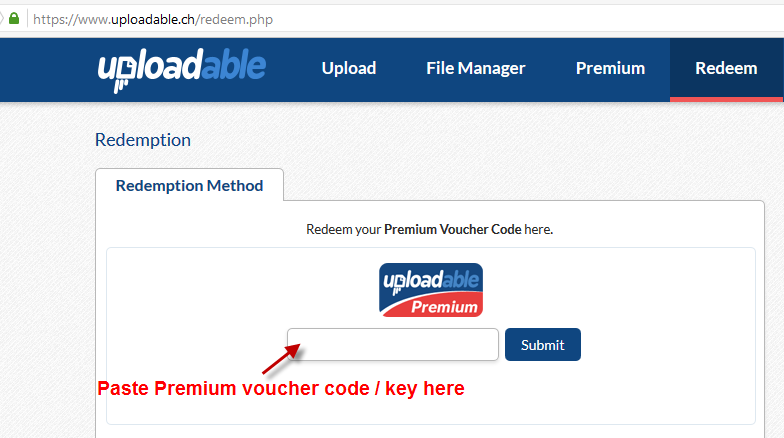 https://www.uploadable.ch/redeem.php
uploadable Upload File Manager Premium Redeem
Redemption
Redemption Method
Redeem your Premium Voucher Code here.
uploadable
Premium
Submit
Paste Premium voucher code / key here